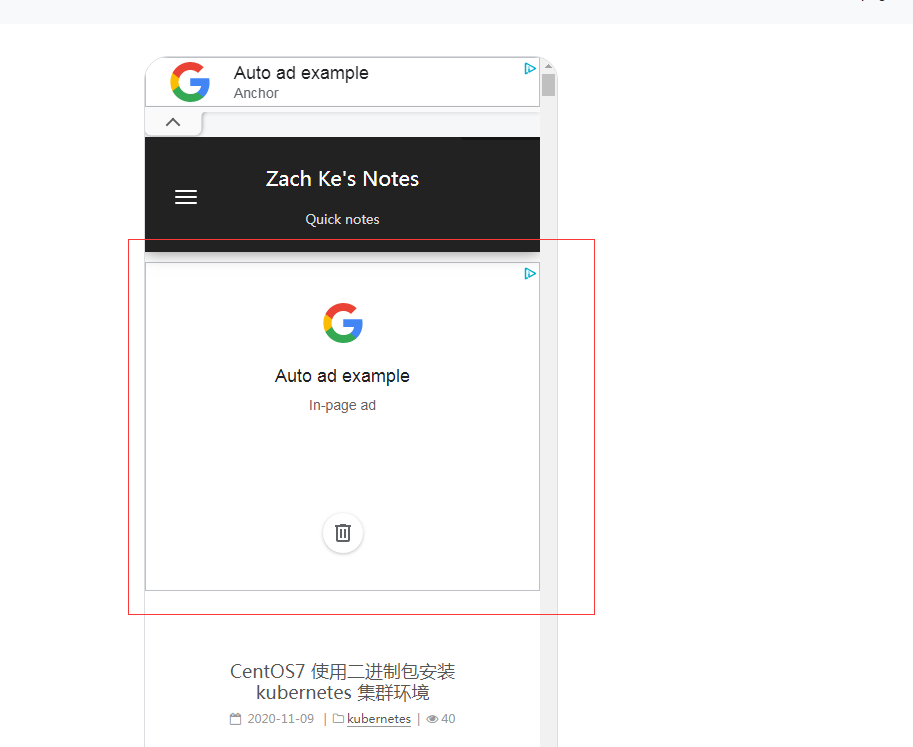 Auto ad example
Anchor
Zach Ke's Notes
Quick notes
Auto ad example
In-page ad
CentOS7 使用二进制包安装
kubernetes 集群环境
2020-11-09 | kubernetes | 40